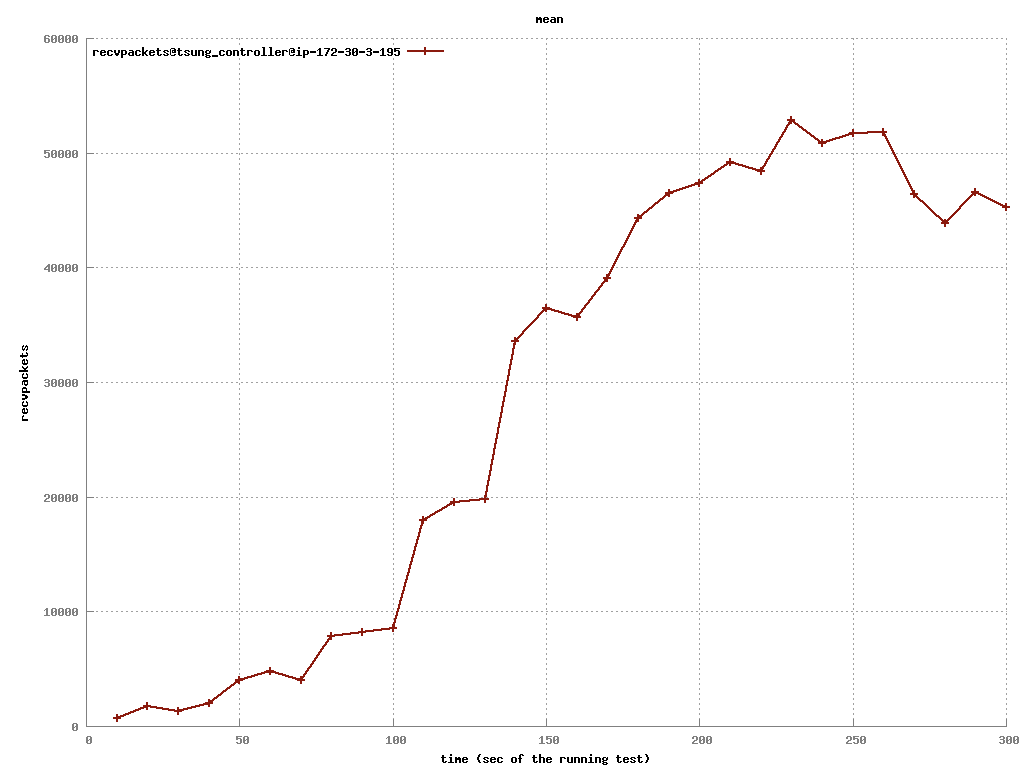 mean
60000
recvpackets@tsung_controller@ip-172-30-3-195
50000
40000
30000
20000
10000
0
recvpackets
0 50 100 150 200 250 300
time (sec of the running test)